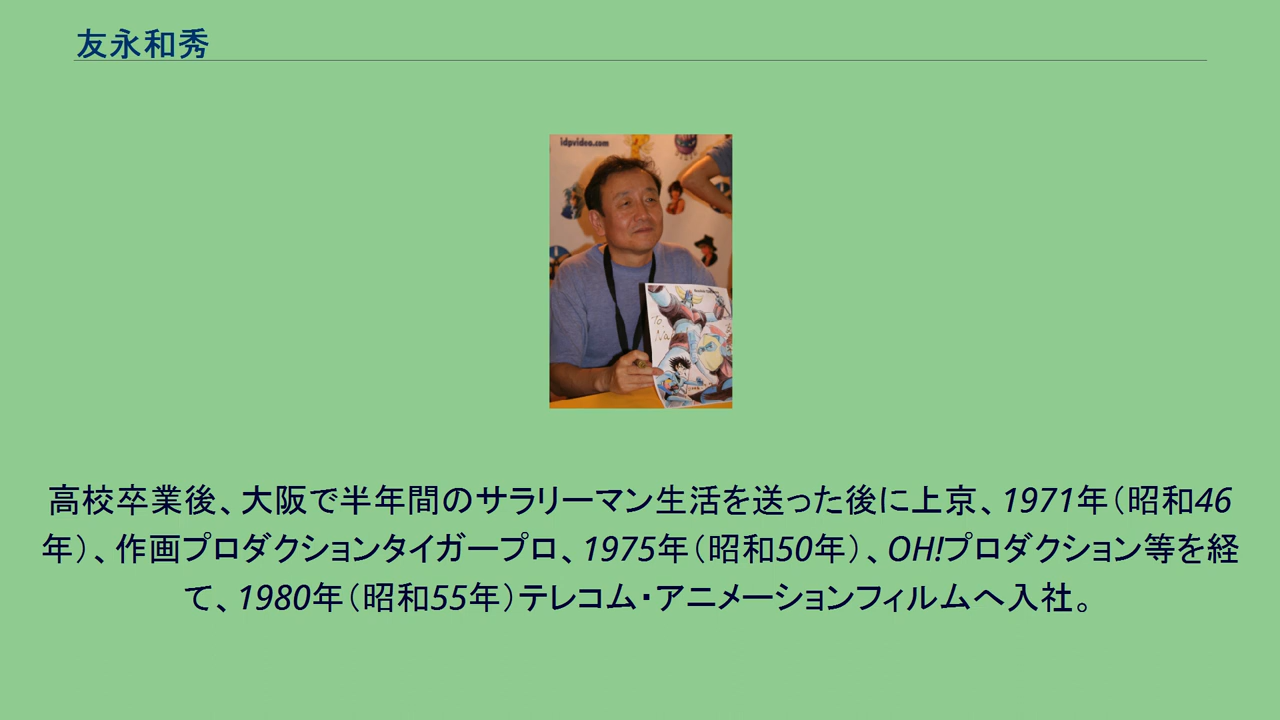 友永和秀
idpvideo.com
To,
Na
高校卒業後、大阪で半年間のサラリーマン生活を送った後に上京、1971年（昭和46
年）、作画プロダクションタイガープロ、1975年（昭和50年）、OH!プロダクション等を経
て、1980年（昭和55年）テレコム・アニメーションフィルムへ入社。